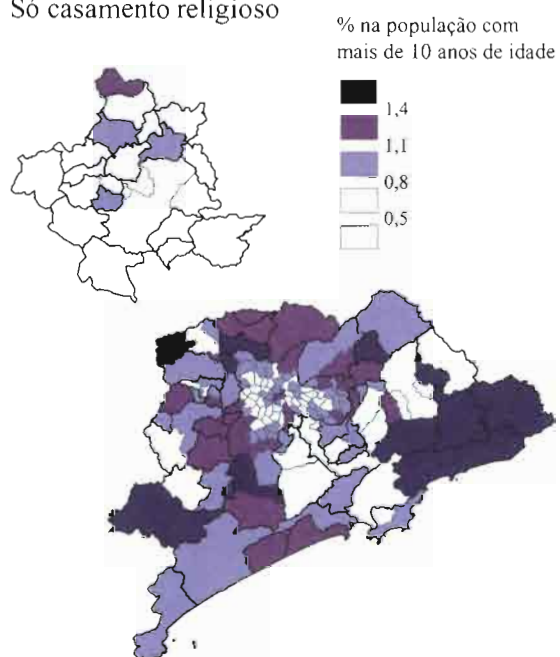 Só casamento religioso
% na população com
mais de 10 anos de idade
1,4
1,1
0,8
0,5